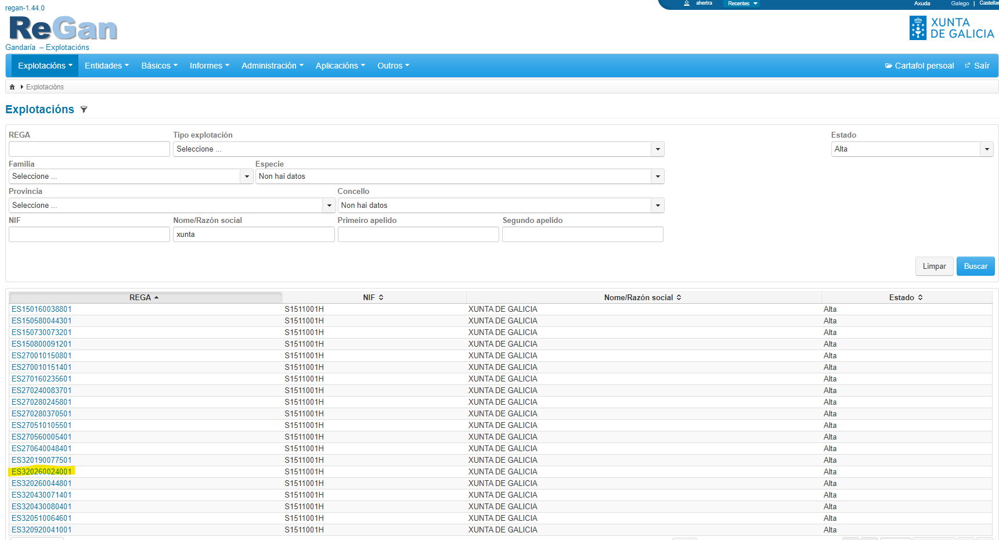 regan-1.44.0
ahertra Recentes Axuda Galego |
ReGan
XUNTA
DE GALICIA
Gandaría – Explotacións
Explotacións Entidades Básicos Informes Administración Aplicacións Outros Cartafol persoal Saír
Explotacións
Explotacións
REGA Tipo explotación Estado
Seleccione ... Alta
Familia Especie
Seleccione ... Non hai datos
Provincia Concello
Seleccione ... Non hai datos
NIF Nome/Razón social Primeiro apelido Segundo apelido
xunta
Limpar Buscar
REGA NIF Nome/Razón social Estado
ES150160038801 S1511001H XUNTA DE GALICIA Alta
ES150580044301 S1511001H XUNTA DE GALICIA Alta
ES150730073201 S1511001H XUNTA DE GALICIA Alta
ES150800091201 S1511001H XUNTA DE GALICIA Alta
ES270010150801 S1511001H XUNTA DE GALICIA Alta
ES270010151401 S1511001H XUNTA DE GALICIA Alta
ES270160235601 S1511001H XUNTA DE GALICIA Alta
ES270240083701 S1511001H XUNTA DE GALICIA Alta
ES270280245801 S1511001H XUNTA DE GALICIA Alta
ES270280370501 S1511001H XUNTA DE GALICIA Alta
ES270510105501 S1511001H XUNTA DE GALICIA Alta
ES270560005401 S1511001H XUNTA DE GALICIA Alta
ES270640048401 S1511001H XUNTA DE GALICIA Alta
ES320190077501 S1511001H XUNTA DE GALICIA Alta
ES320260024001 S1511001H XUNTA DE GALICIA Alta
ES320260044801 S1511001H XUNTA DE GALICIA Alta
ES320430071401 S1511001H XUNTA DE GALICIA Alta
ES320430080401 S1511001H XUNTA DE GALICIA Alta
ES320510064601 S1511001H XUNTA DE GALICIA Alta
ES320920041001 S1511001H XUNTA DE GALICIA Alta